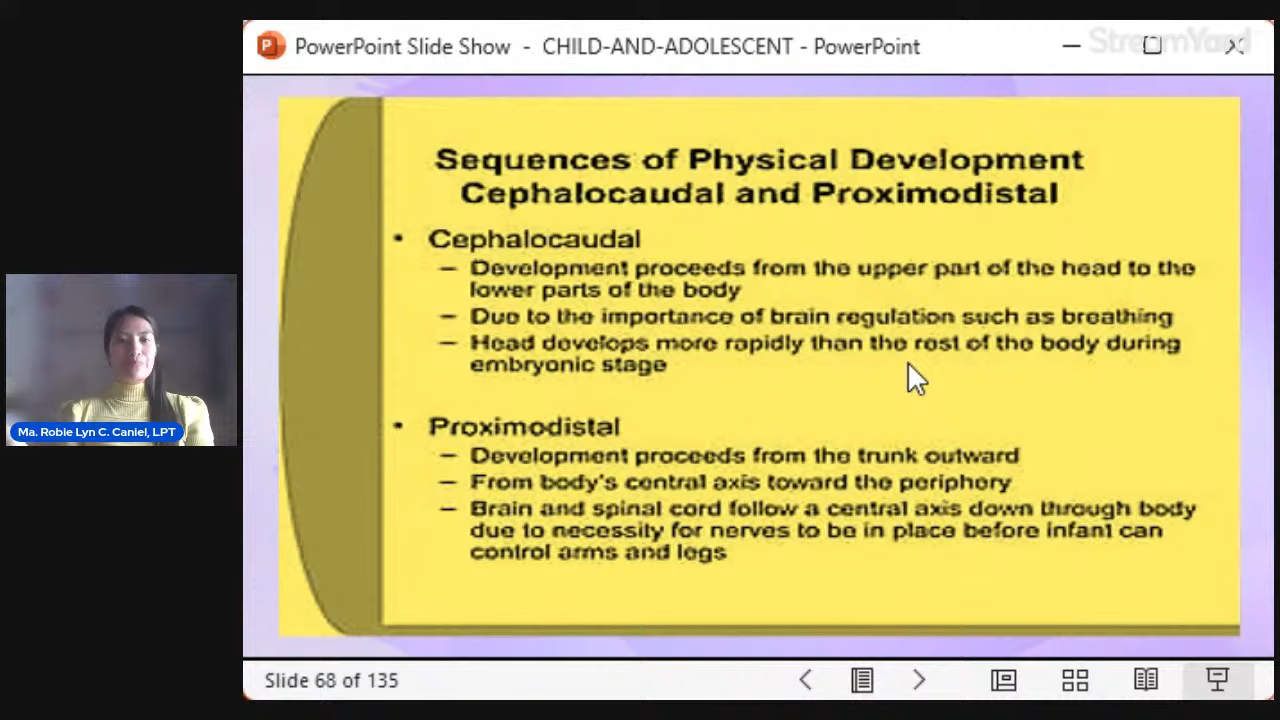 PowerPoint Slide Show - CHILD-AND-ADOLESCENT - PowerPoint
StreamYard
Sequences of Physical Development
Cephalocaudal and Proximodistal
• Cephalocaudal
– Development proceeds from the upper part of the head to the
lower parts of the body
– Due to the importance of brain regulation such as breathing
– Head develops more rapidly than the rest of the body during
embryonic stage
• Proximodistal
– Development proceeds from the trunk outward
– From body's central axis toward the periphery
– Brain and spinal cord follow a central axis down through body
due to necessity for nerves to be in place before infant can
control arms and legs
Ma. Robie Lyn C. Caniel, LPT
Slide 68 of 135